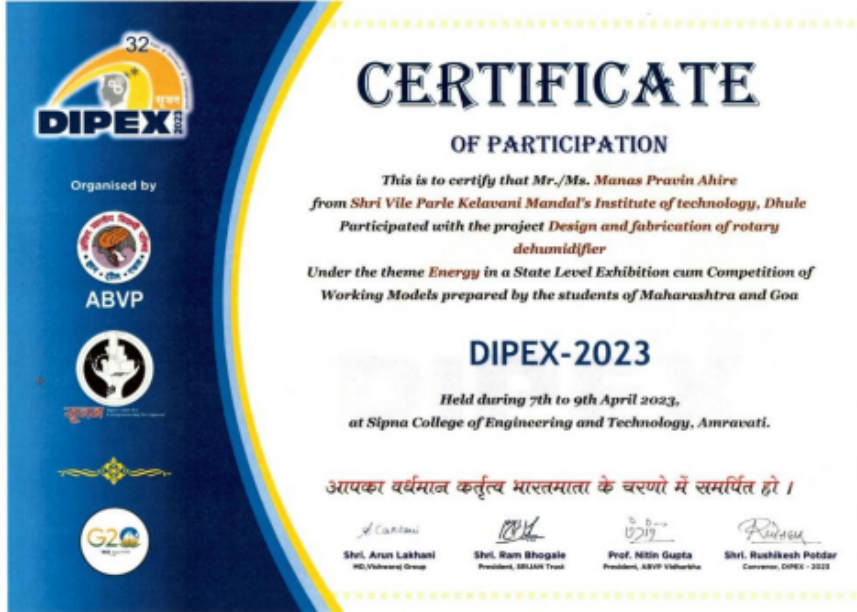 32
सृजन
DIPEX
2023
Organised by
ABVP
सृजन
G20
CERTIFICATE
OF PARTICIPATION
This is to certify that Mr./Ms. Manas Pravin Ahire
from Shri Vile Parle Kelavani Mandal's Institute of technology, Dhule
Participated with the project Design and fabrication of rotary
dehumidifier
Under the theme Energy in a State Level Exhibition cum Competition of
Working Models prepared by the students of Maharashtra and Goa
DIPEX-2023
Held during 7th to 9th April 2023,
at Sipna College of Engineering and Technology, Amravati.
आपका वर्धमान कर्तृत्व भारतमाता के चरणो में समर्पित हो ।
Shri. Arun Lakhani
MD, Vishvaraj Group
Shri. Ram Bhogale
President, SRIJAN Trust
Prof. Nitin Gupta
President, ABVP Vidharbha
Shri. Rushikesh Potdar
Convenor, DIPEX - 2023